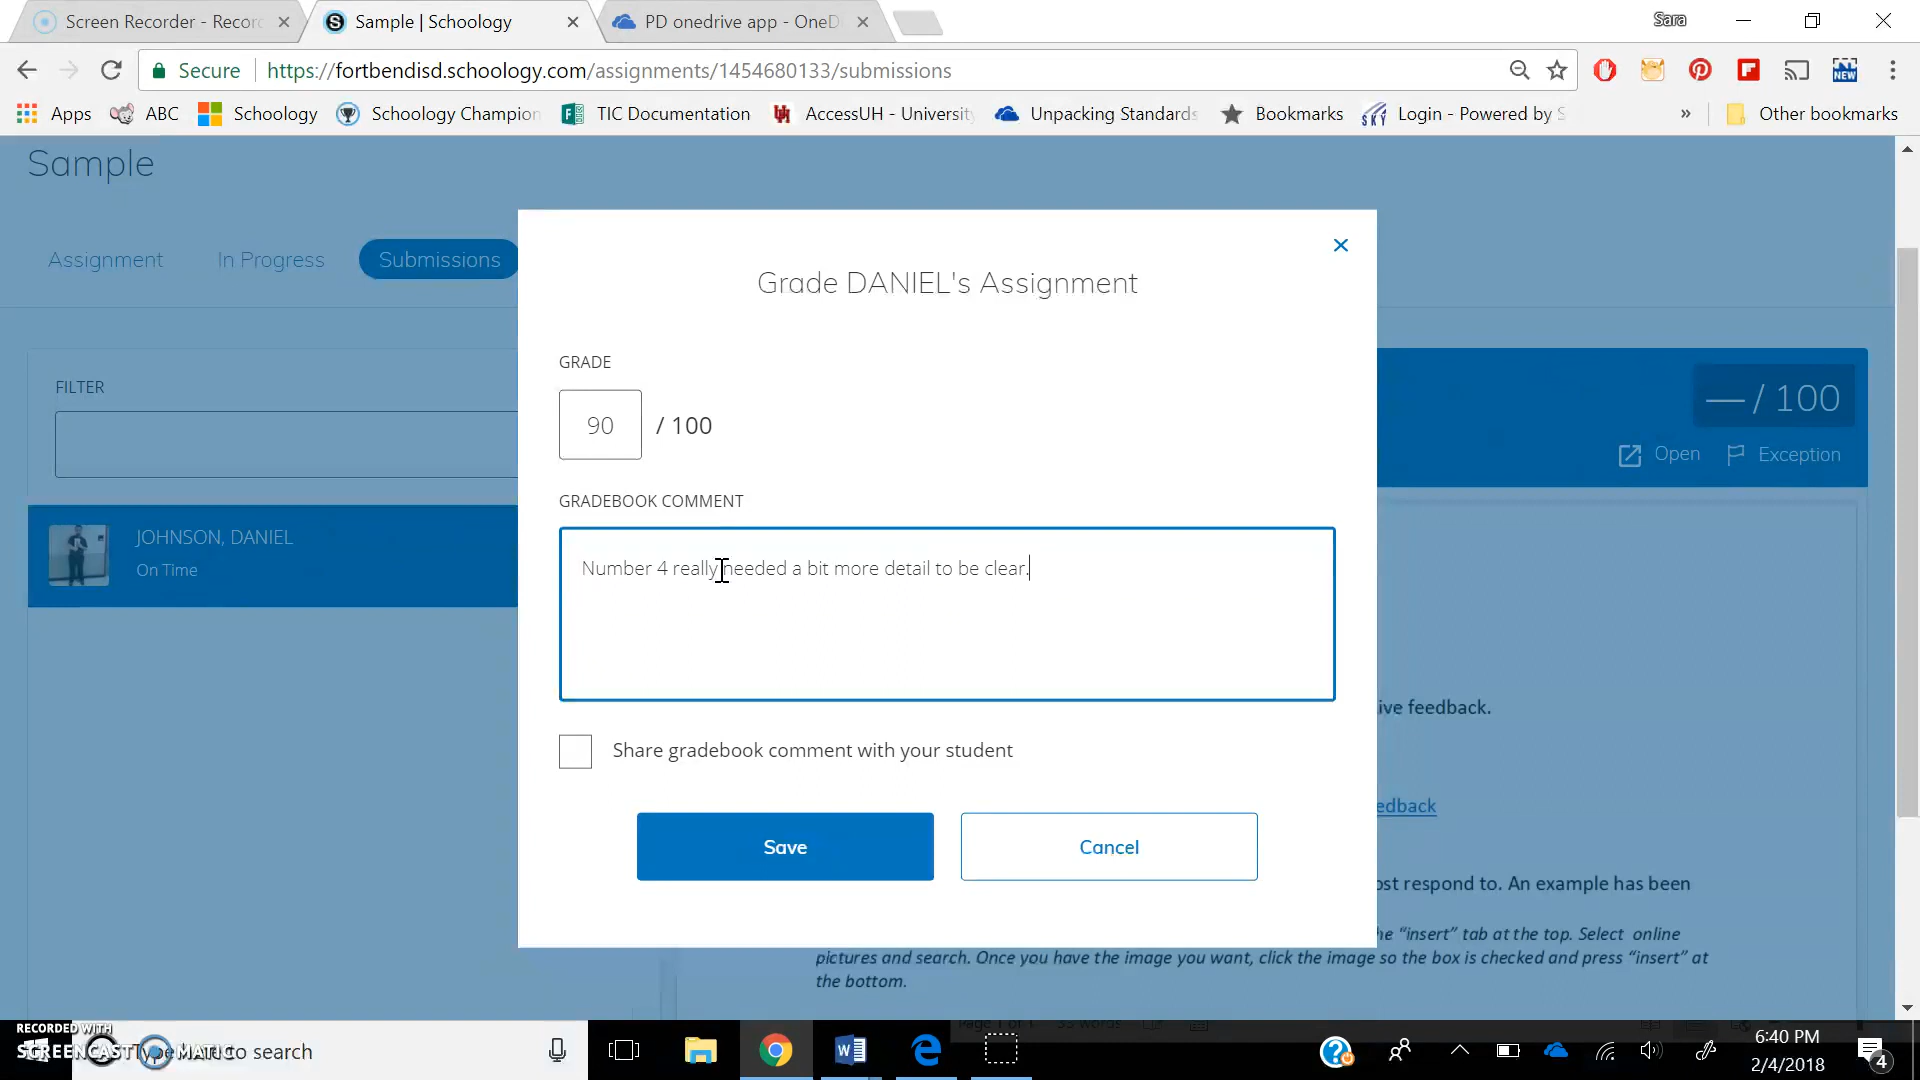 Screen Recorder - Recor
Sample | Schoology
PD onedrive app - OneD
Sara
Secure
https://fortbendisd.schoology.com/assignments/1454680133/submissions
NEW
Apps
ABC
Schoology
Schoology Champion
TIC Documentation
AccessUH - University
Unpacking Standards
Bookmarks
Login - Powered by S
»
Other bookmarks
Sample
Assignment
In Progress
Submissions
Grade DANIEL's Assignment
GRADE
90 / 100
FILTER
— / 100
Open
Exception
GRADEBOOK COMMENT
JOHNSON, DANIEL
On Time
Number 4 really needed a bit more detail to be clear.
ive feedback.
Share gradebook comment with your student
edback
Save
Cancel
ost respond to. An example has been
he “insert” tab at the top. Select online
pictures and search. Once you have the image you want, click the image so the box is checked and press “insert” at
the bottom.
RECORDED WITH
SCREENCAST MATIC
Type here to search
6:40 PM
2/4/2018
4